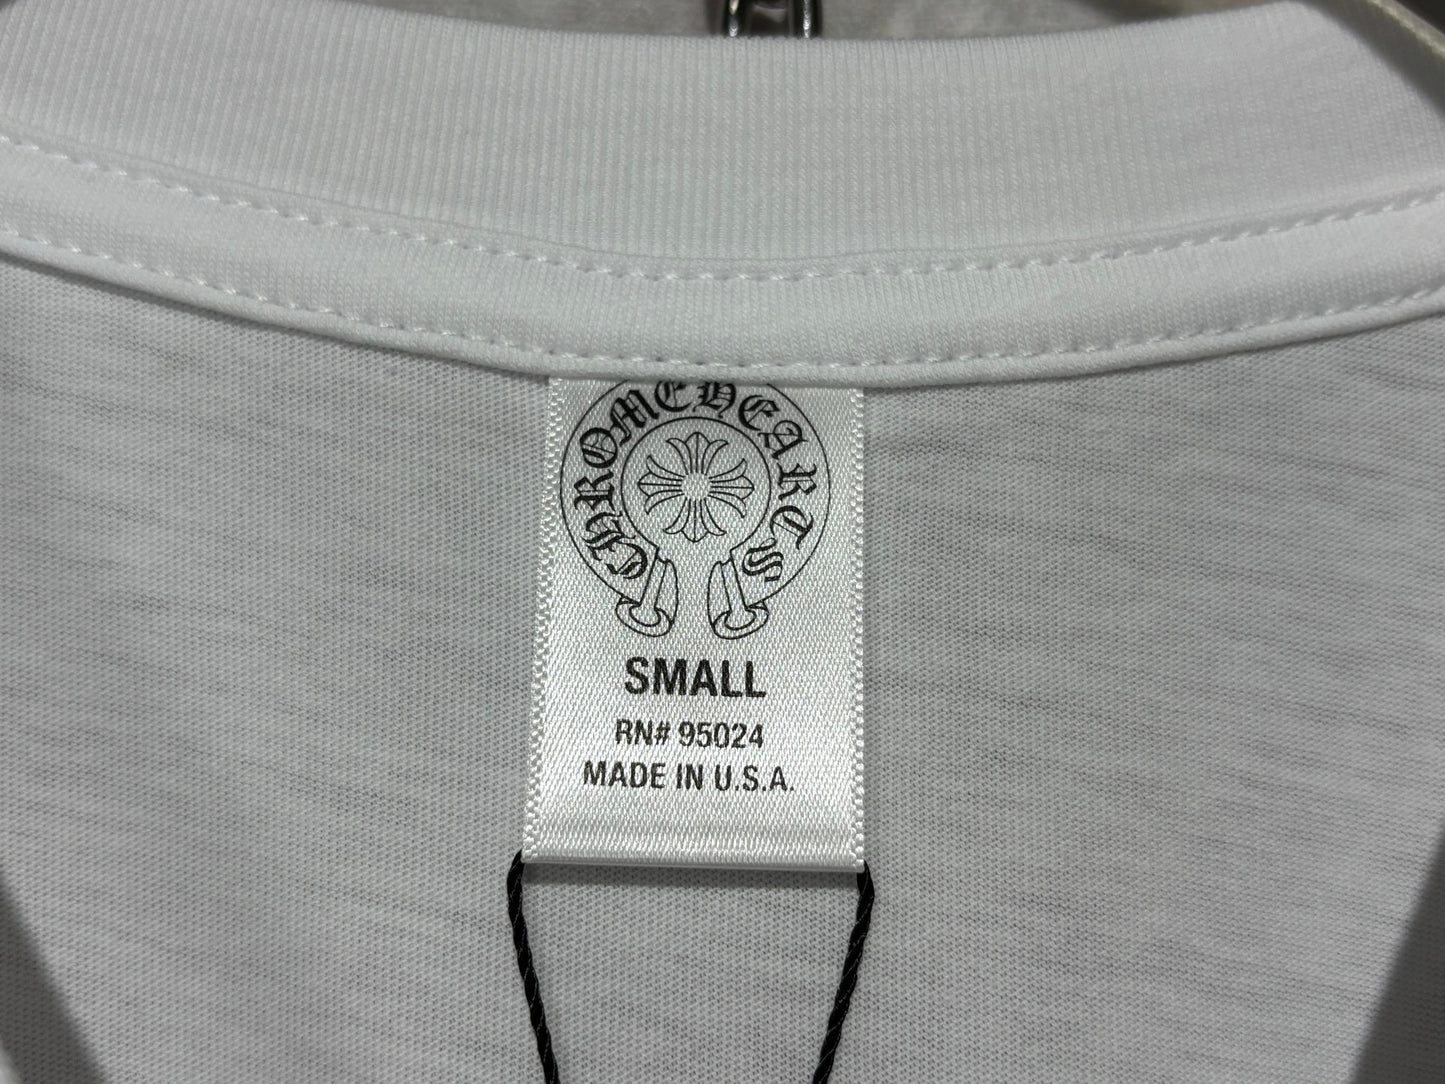 CHROME HEARTS
SMALL
RN# 95024
MADE IN U.S.A.